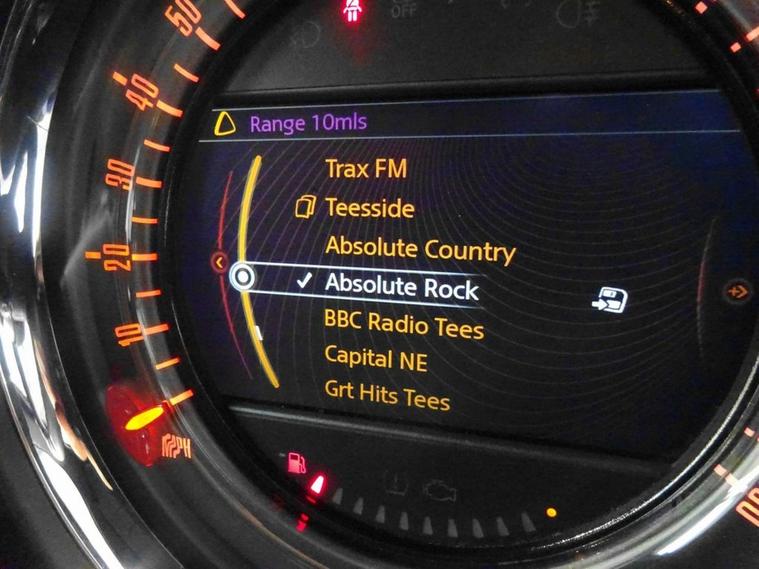 50
OFF
40
Range 10mls
30
Trax FM
Teesside
Absolute Country
20
Absolute Rock
BBC Radio Tees
10
Capital NE
Grt Hits Tees
MPH